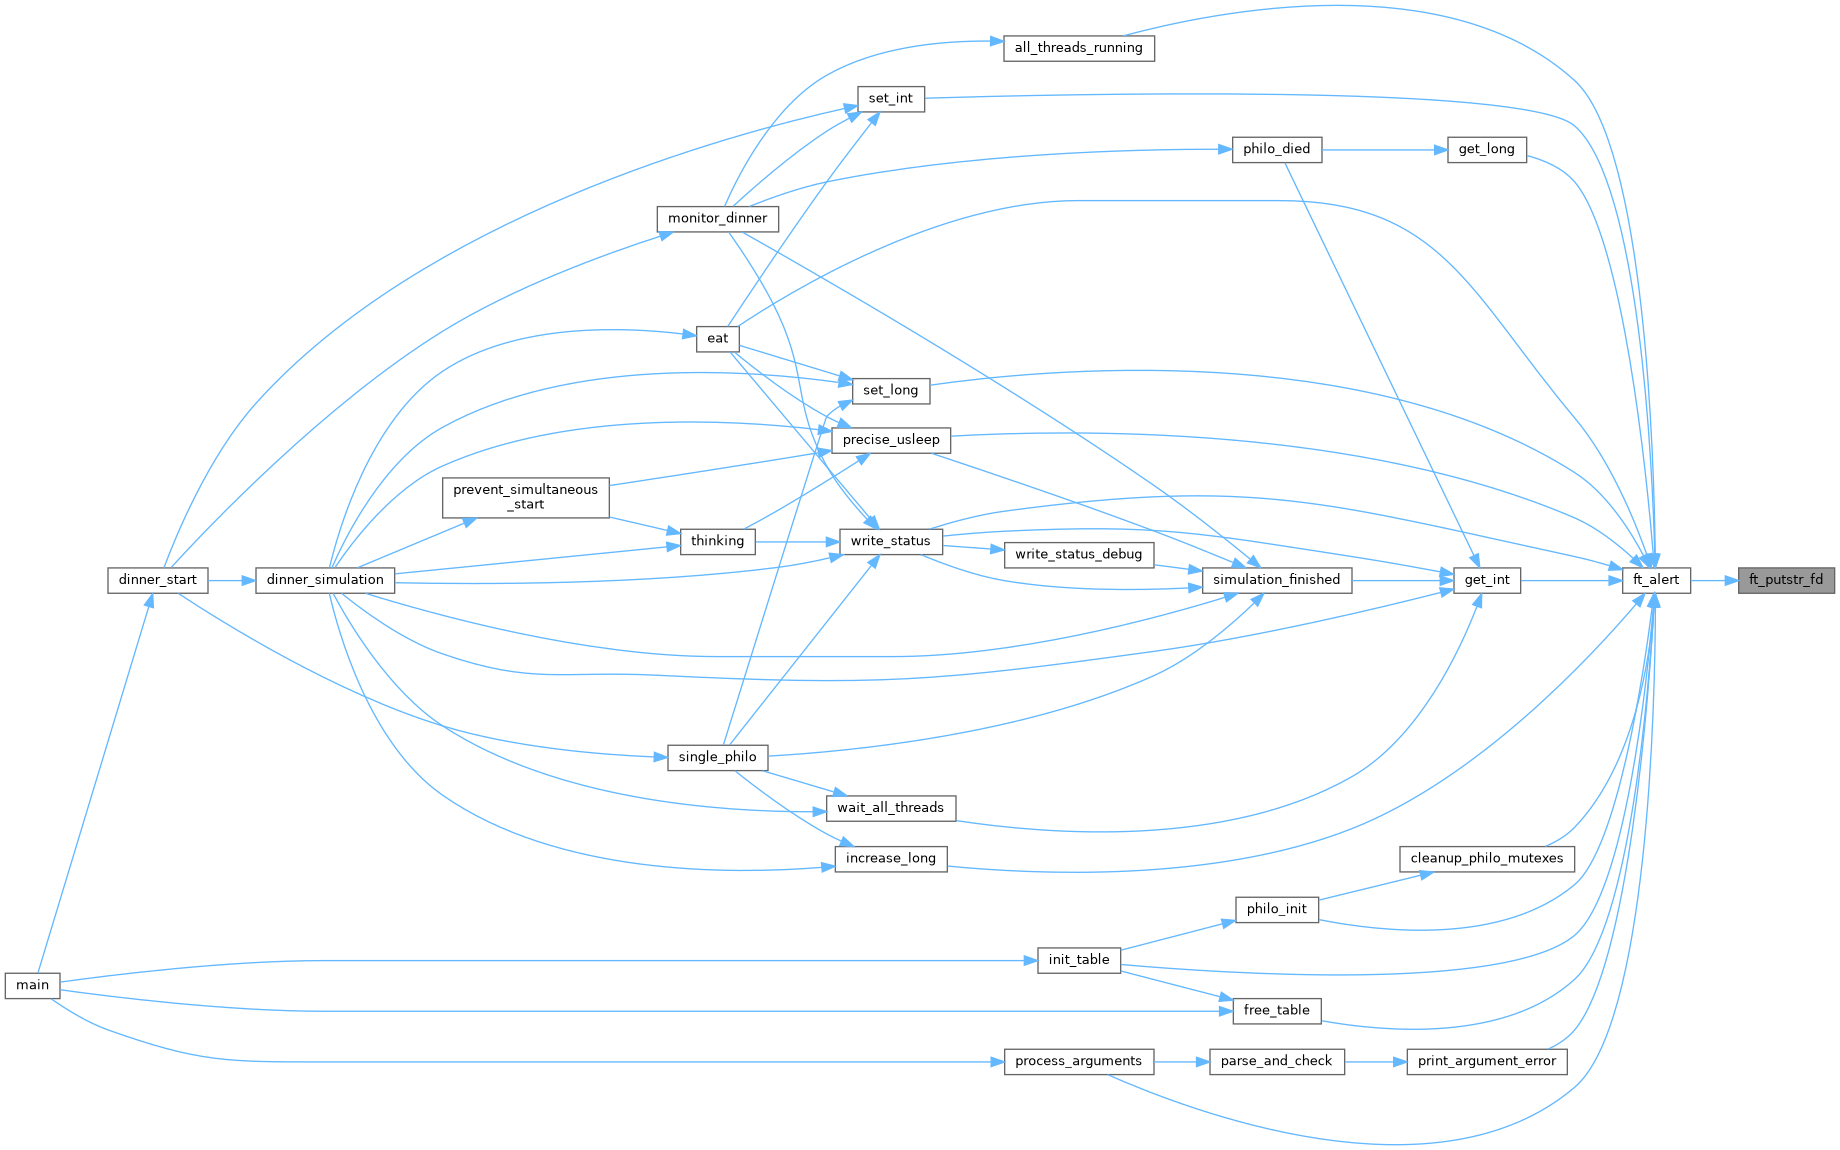 all_threads_running
set_int
philo_died
get_long
monitor_dinner
eat
set_long
precise_usleep
prevent_simultaneous
_start
thinking
write_status
write_status_debug
dinner_start
dinner_simulation
simulation_finished
get_int
ft_alert
ft_putstr_fd
single_philo
wait_all_threads
increase_long
cleanup_philo_mutexes
philo_init
init_table
main
free_table
process_arguments
parse_and_check
print_argument_error